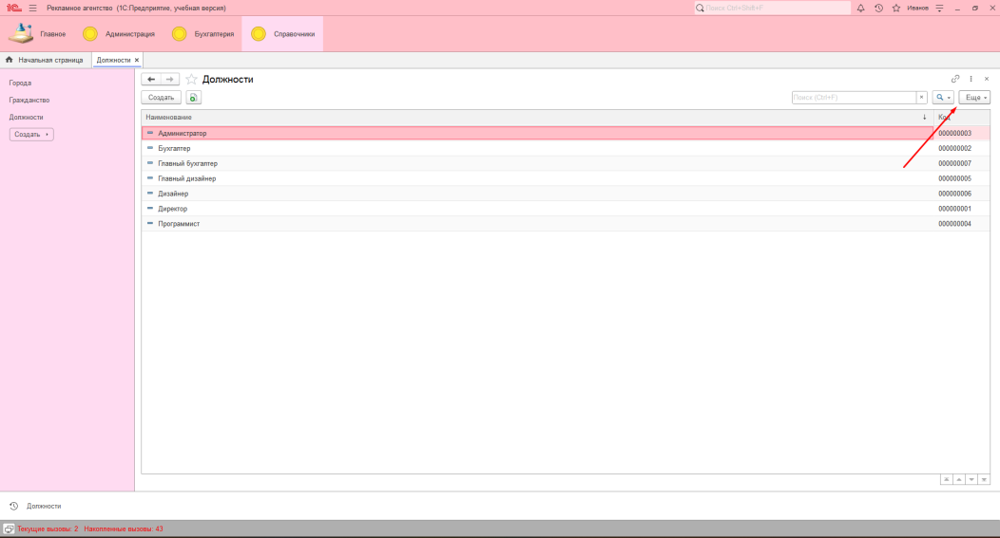 1С Рекламное агентство (1С:Предприятие, учебная версия) Поиск Ctrl+Shift+F Иванов
Главное Администрация Бухгалтерия Справочники
Начальная страница Должности ×
Города
Гражданство
Должности
Создать
Должности
Создать Поиск (Ctrl+F) × Еще
Наименование ↓ Код
Администратор 000000003
Бухгалтер 000000002
Главный бухгалтер 000000007
Главный дизайнер 000000005
Дизайнер 000000006
Директор 000000001
Программист 000000004
Должности
Текущие вызовы: 2 Накопленные вызовы: 43